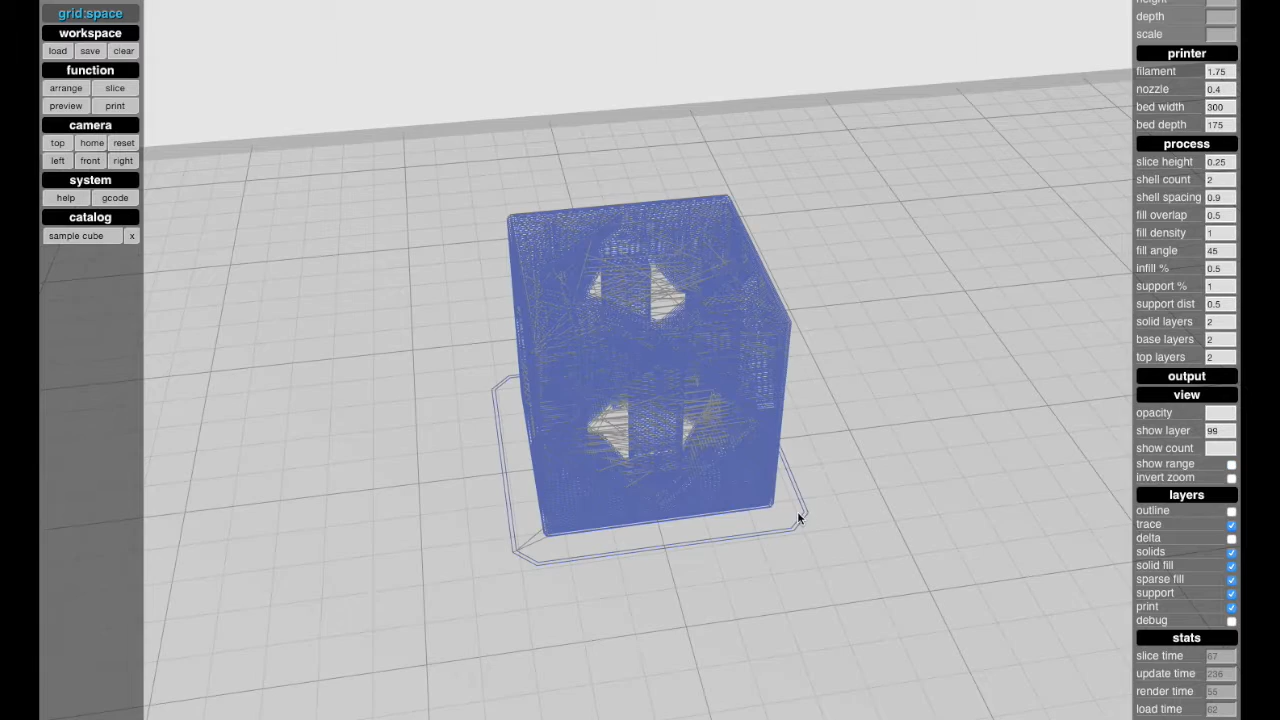 grid:space
workspace
load save clear
function
arrange slice
preview print
camera
top home reset
left front right
system
help gcode
catalog
sample cube x
height
depth
scale
printer
filament 1.75
nozzle 0.4
bed width 300
bed depth 175
process
slice height 0.25
shell count 2
shell spacing 0.9
fill overlap 0.5
fill density 1
fill angle 45
infill % 0.5
support % 1
support dist 0.5
solid layers 2
base layers 2
top layers 2
output
view
opacity
show layer 99
show count
show range
invert zoom
layers
outline
trace
delta
solids
solid fill
sparse fill
support
print
debug
stats
slice time 67
update time 236
render time 55
load time 62